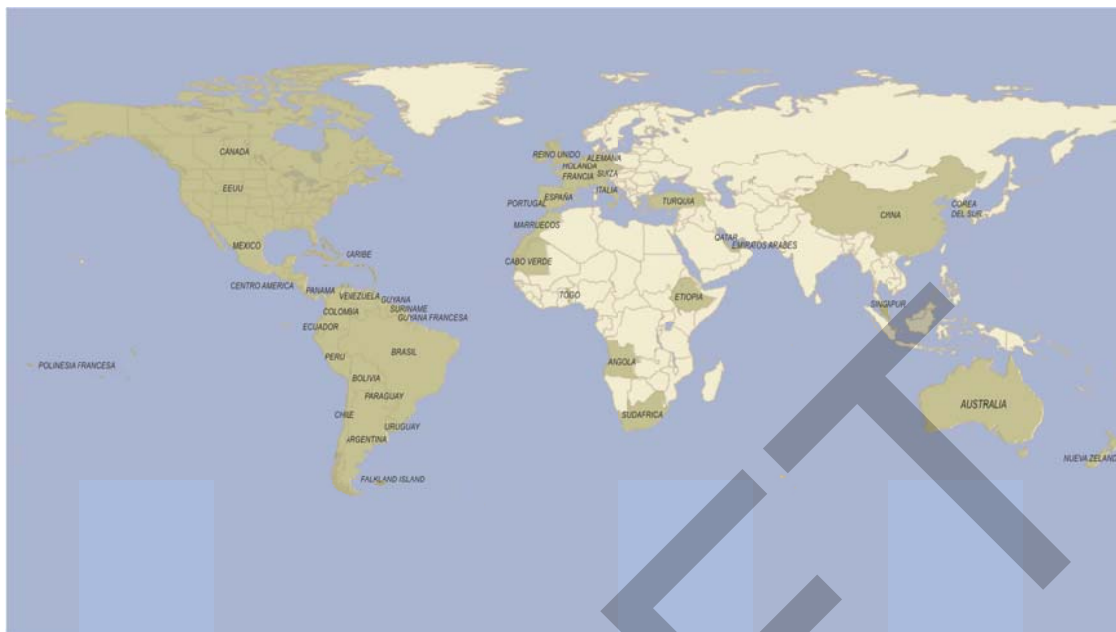 CANADA
EEUU
MEXICO
CARIBE
CENTRO AMERICA
PANAMA
VENEZUELA
GUYANA
SURINAME
GUYANA FRANCESA
COLOMBIA
ECUADOR
PERU
BRASIL
BOLIVIA
PARAGUAY
CHILE
URUGUAY
ARGENTINA
FALKLAND ISLAND
POLINESIA FRANCESA
REINO UNIDO
HOLANDA
ALEMANA
FRANCIA
SUIZA
ITALIA
ESPAÑA
PORTUGAL
MARRUECOS
CABO VERDE
TOGO
ETIOPIA
ANGOLA
SUDAFRICA
TURQUIA
QATAR
EMIRATOS ARABES
CHINA
COREA
DEL SUR
SINGAPUR
AUSTRALIA
NUEVA ZELAND